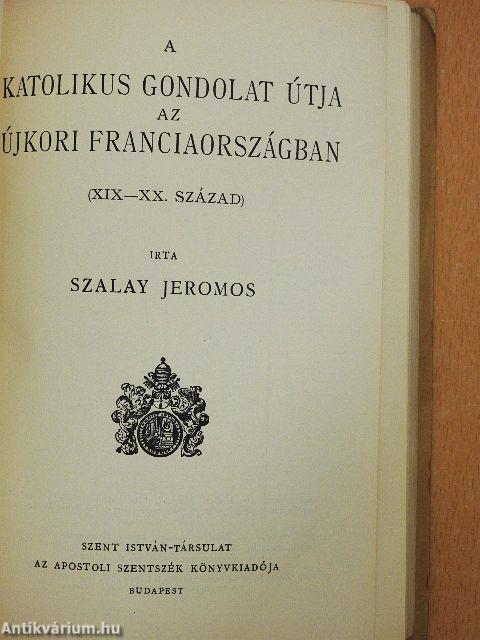 A
KATOLIKUS GONDOLAT ÚTJA
AZ
ÚJKORI FRANCIAORSZÁGBAN
(XIX—XX. SZÁZAD)
IRTA
SZALAY JEROMOS
SZENT ISTVÁN-TÁRSULAT
AZ APOSTOLI SZENTSZÉK KÖNYVKIADÓJA
BUDAPEST
Antikvárium.hu